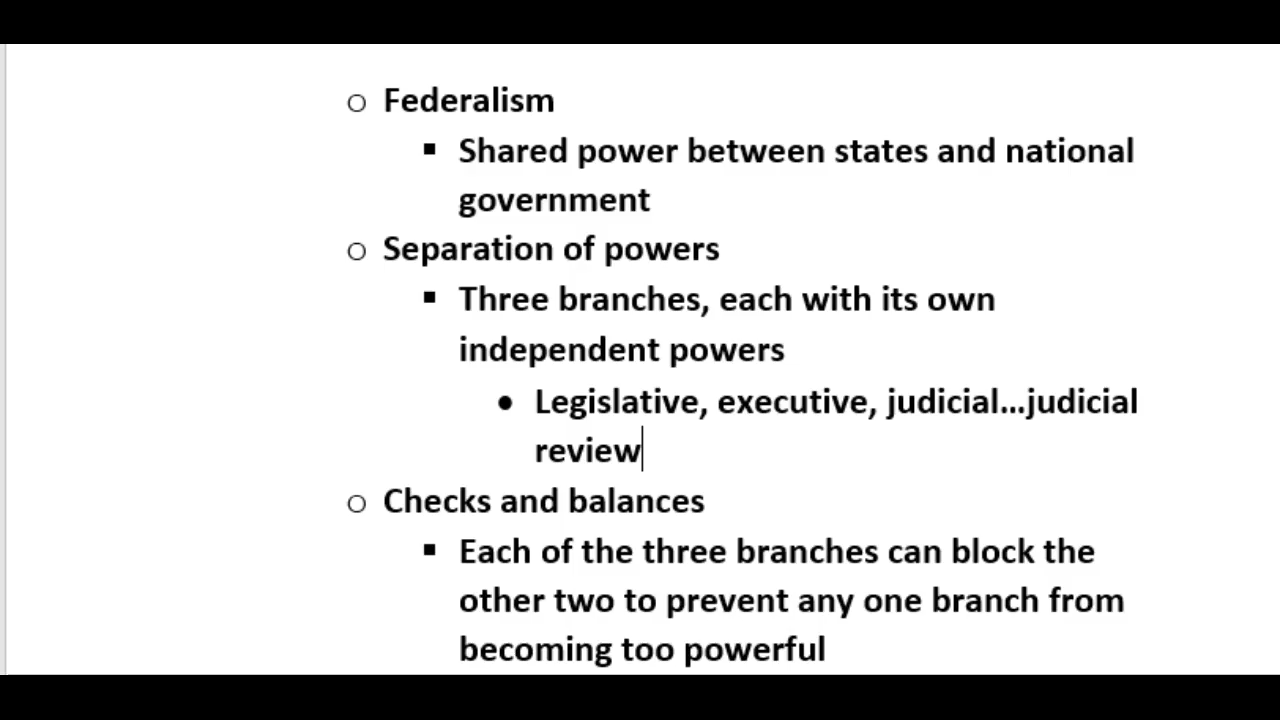 o Federalism
▪ Shared power between states and national
government
o Separation of powers
▪ Three branches, each with its own
independent powers
• Legislative, executive, judicial...judicial
review
o Checks and balances
▪ Each of the three branches can block the
other two to prevent any one branch from
becoming too powerful